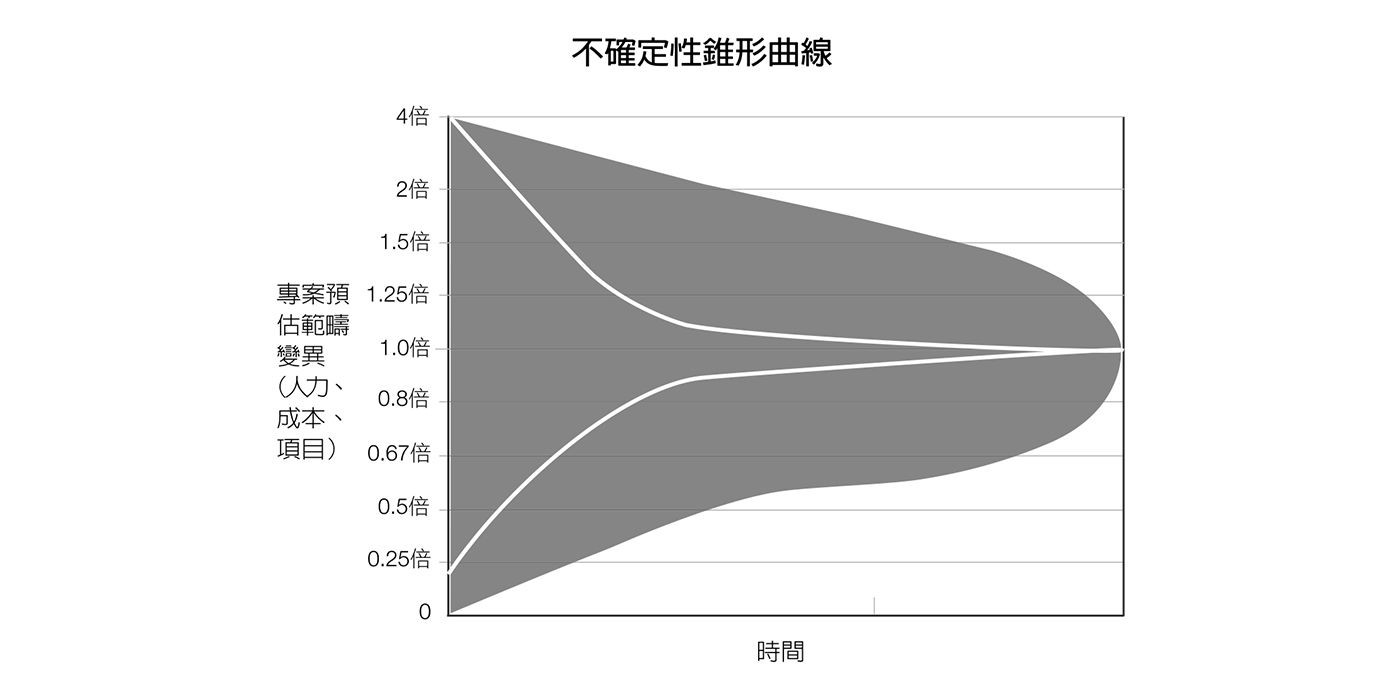 不確定性錐形曲線
4倍
2倍
1.5倍
1.25倍
1.0倍
0.8倍
0.67倍
0.5倍
0.25倍
0
專案預
估範疇
變異
（人力、
成本、
項目）
時間